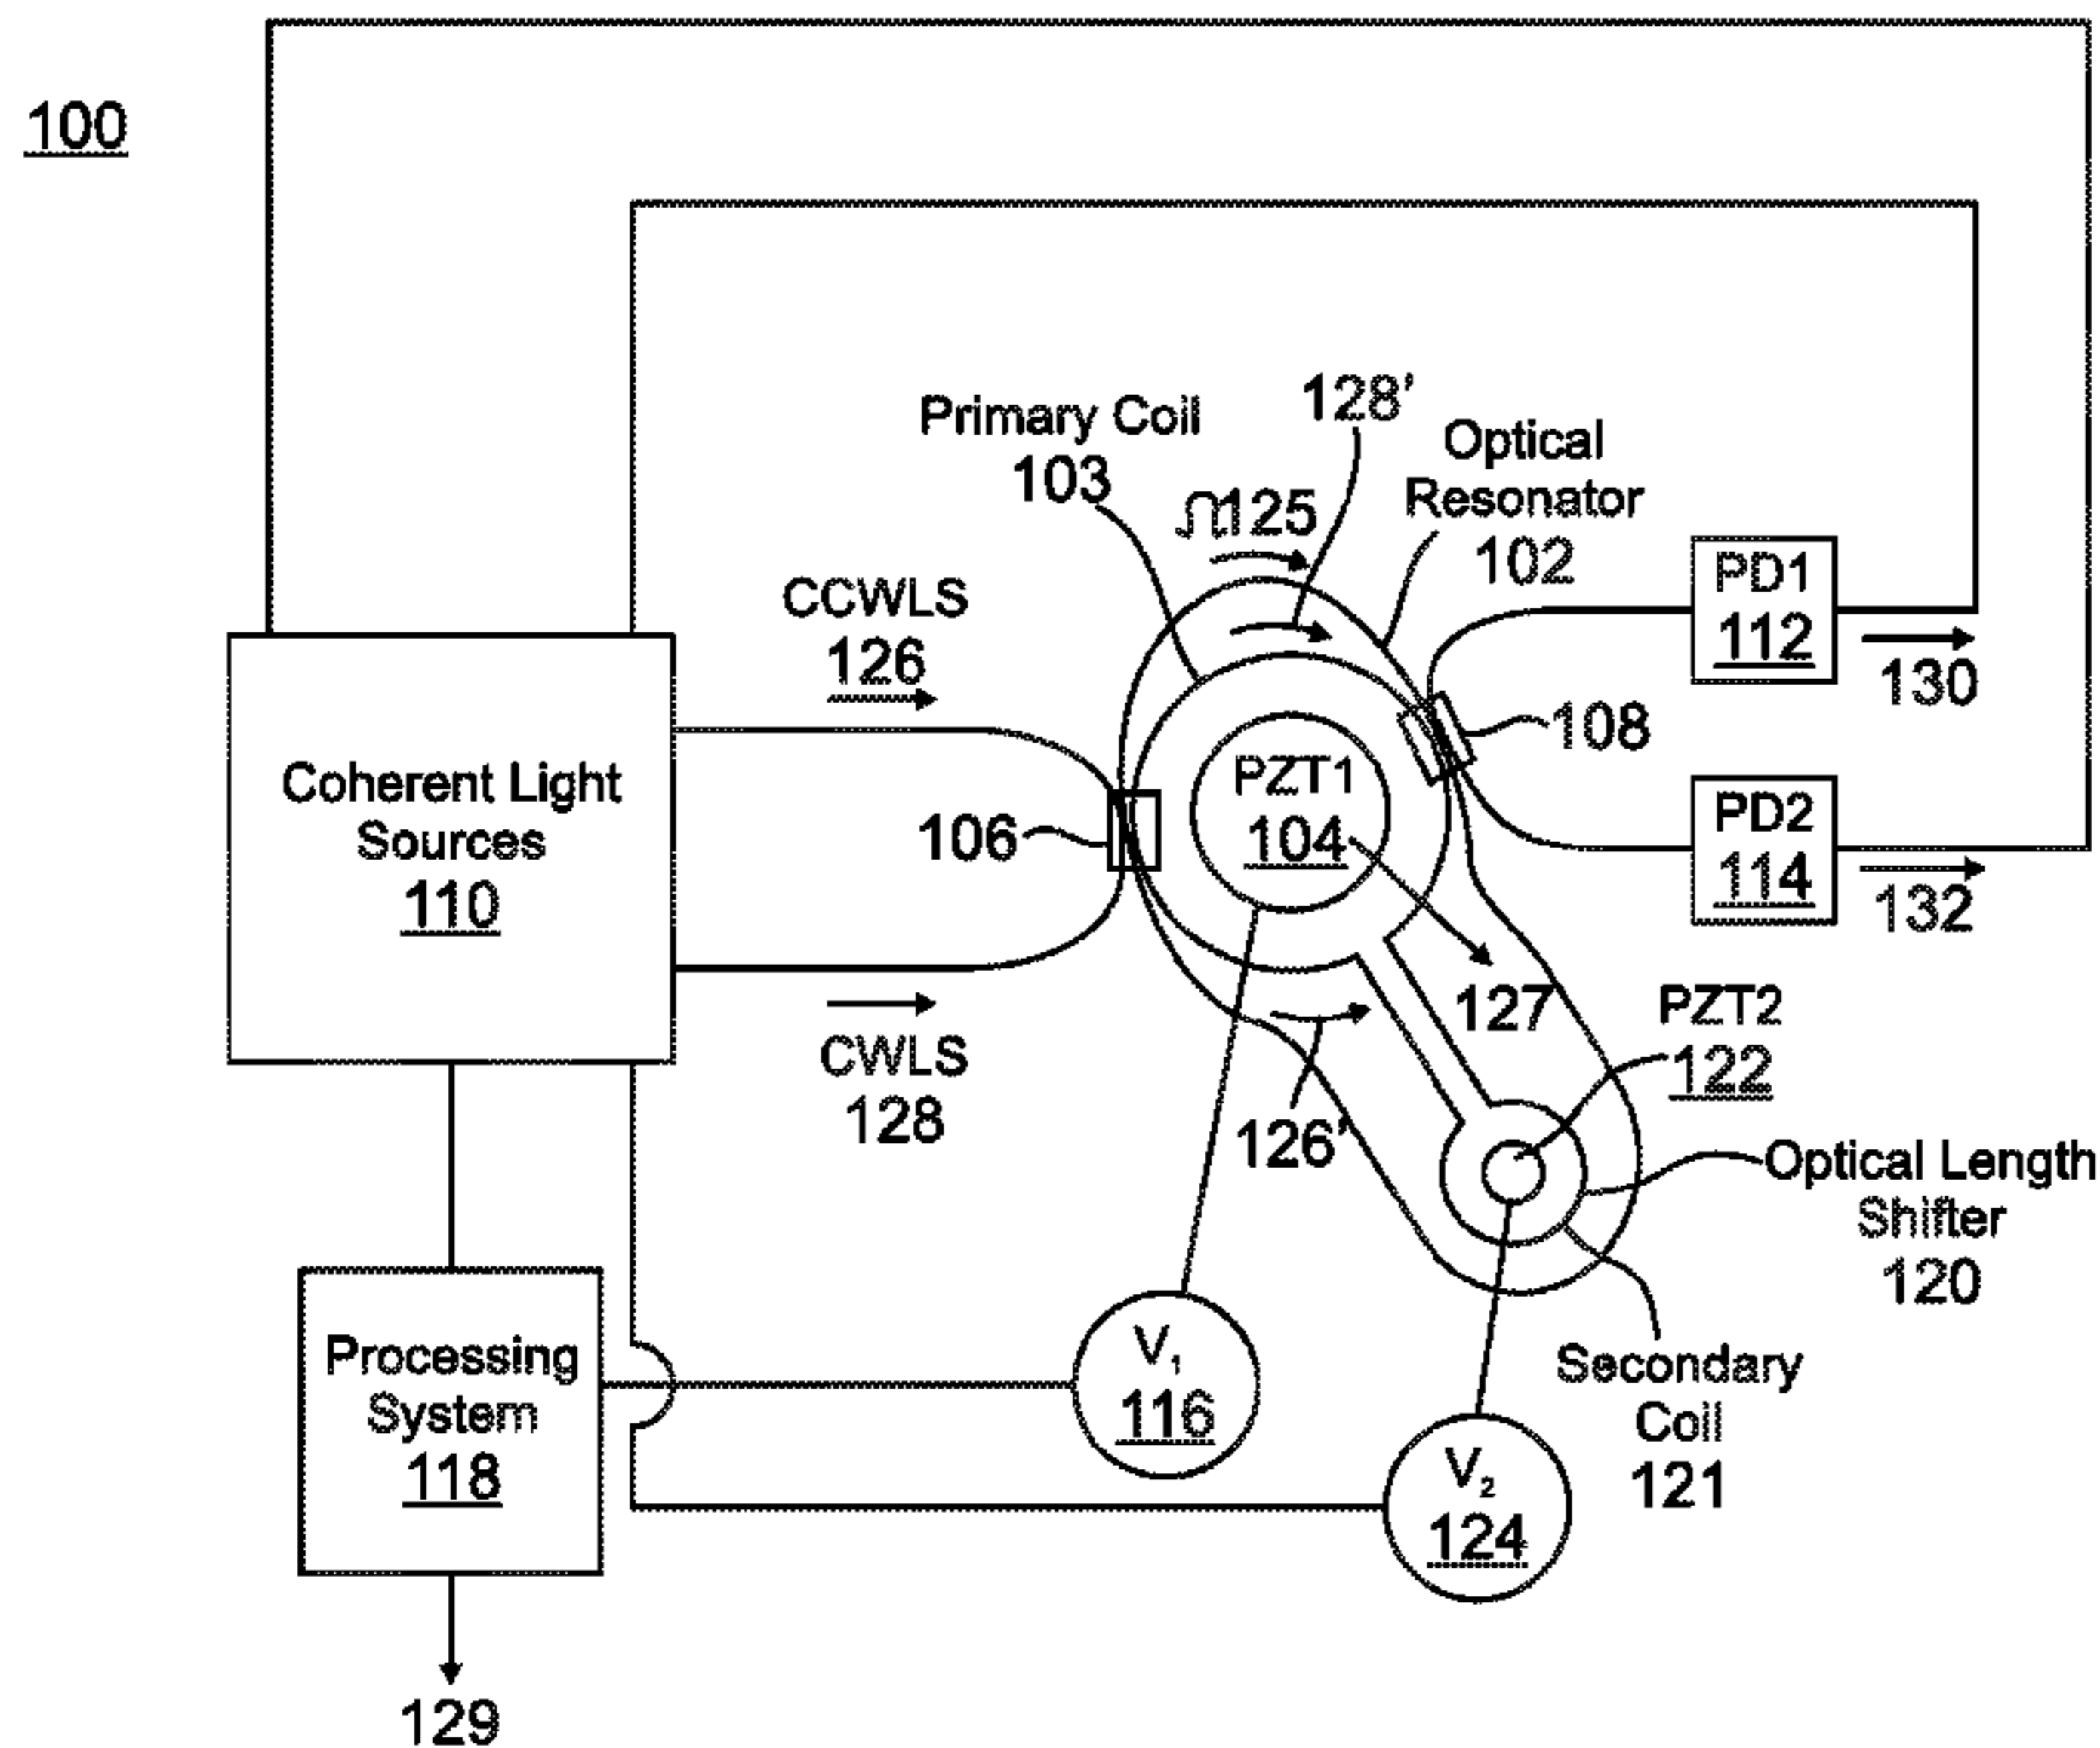 100
Primary Coil
103
128'
Optical
Resonator
102
Ω125
CCWLS
126
PD1
112
130
108
Coherent Light
Sources
110
106
PZT1
104
PD2
114
132
127
CWLS
128
126'
PZT2
122
Optical Length
Shifter
120
Processing
System
118
V1
116
Secondary
Coil
121
V2
124
129